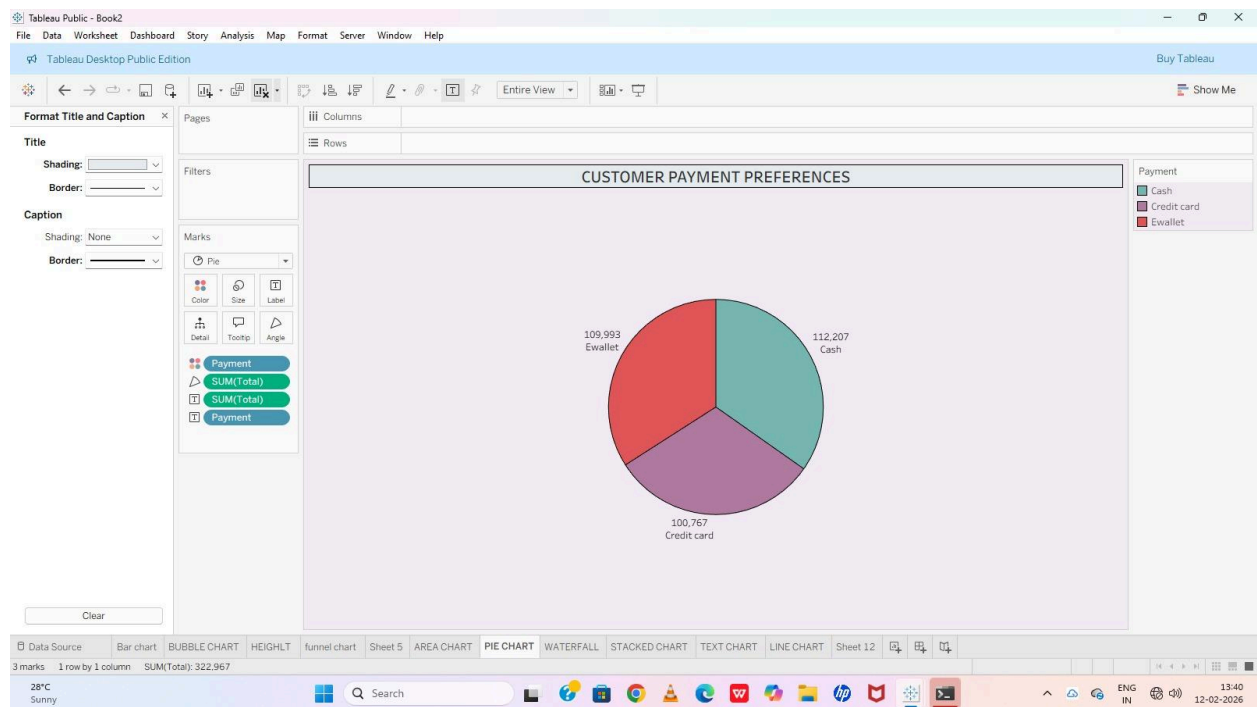 Tableau Public - Book2
File Data Worksheet Dashboard Story Analysis Map Format Server Window Help
Tableau Desktop Public Edition
Buy Tableau
Entire View
Show Me
Format Title and Caption
Title
Shading:
Border:
Caption
Shading: None
Border:
Clear
Pages
Filters
Marks
Pie
Color Size Label
Detail Tooltip Angle
Payment
SUM(Total)
SUM(Total)
Payment
Columns
Rows
CUSTOMER PAYMENT PREFERENCES
109,993
Ewallet
112,207
Cash
100,767
Credit card
Payment
Cash
Credit card
Ewallet
Data Source Bar chart BUBBLE CHART HEIGHLT funnel chart Sheet 5 AREA CHART PIE CHART WATERFALL STACKED CHART TEXT CHART LINE CHART Sheet 12
3 marks 1 row by 1 column SUM(Total): 322,967
28°C
Sunny
Search
ENG
IN
13:40
12-02-2026